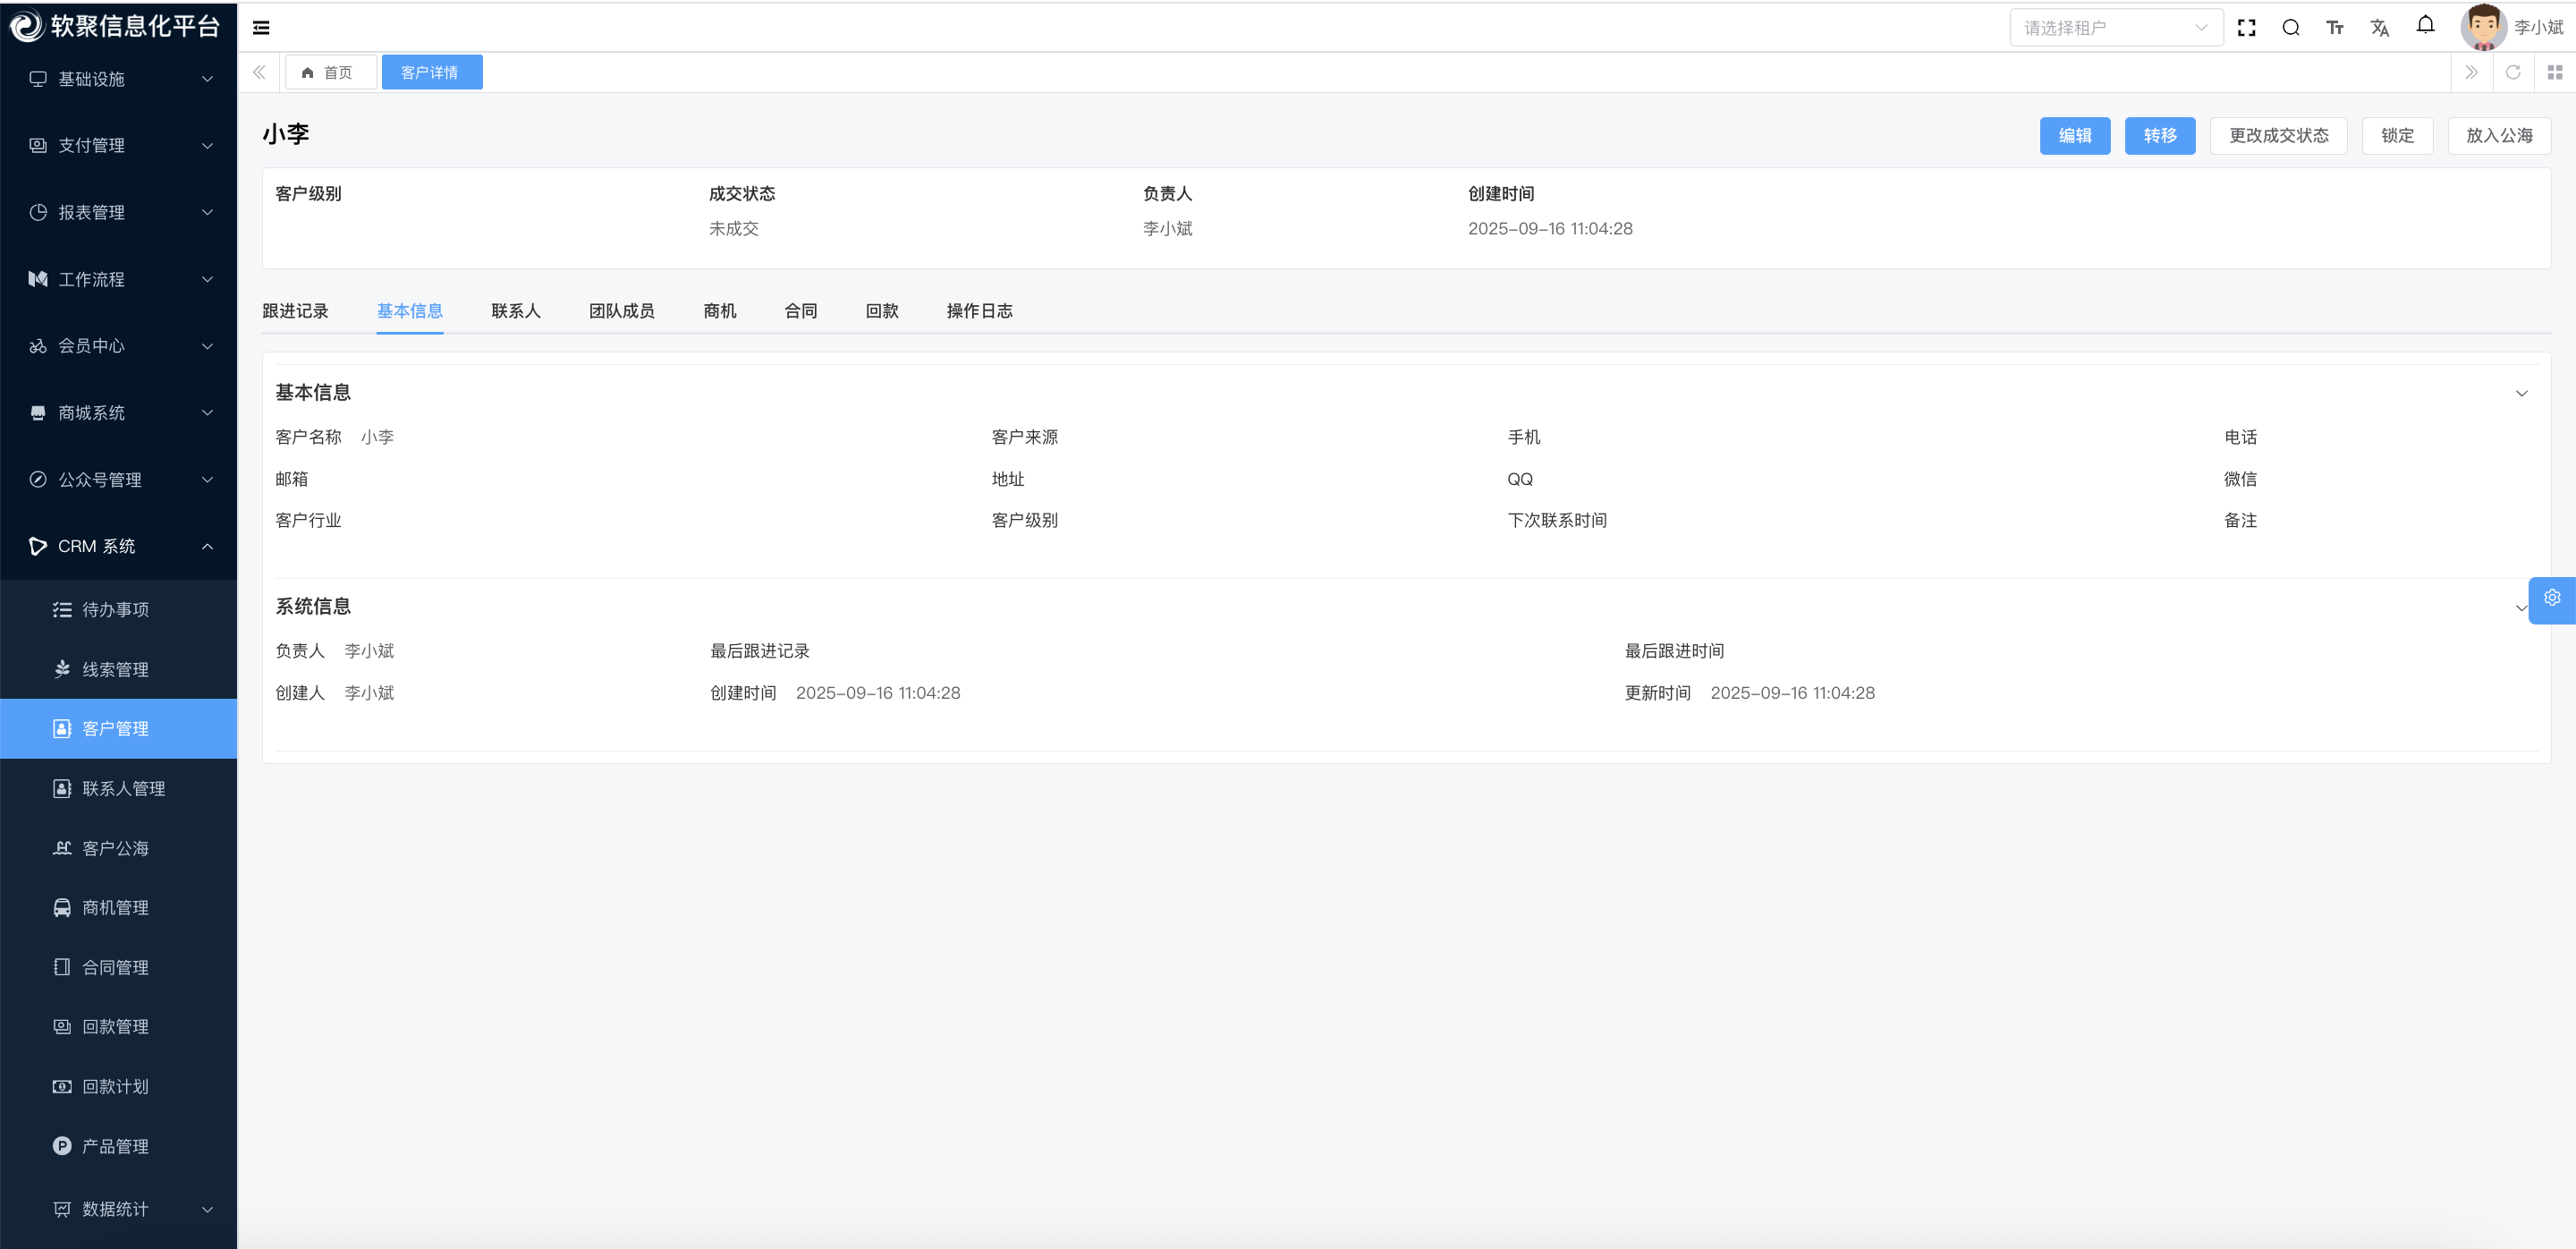 软聚信息化平台
请选择租户
李小斌
首页
客户详情
基础设施
支付管理
报表管理
工作流程
会员中心
商城系统
公众号管理
CRM 系统
待办事项
线索管理
客户管理
联系人管理
客户公海
商机管理
合同管理
回款管理
回款计划
产品管理
数据统计
小李
编辑 转移 更改成交状态 锁定 放入公海
客户级别 成交状态 负责人 创建时间
未成交 李小斌 2025-09-16 11:04:28
跟进记录 基本信息 联系人 团队成员 商机 合同 回款 操作日志
基本信息
客户名称 小李 客户来源 手机 电话
邮箱 地址 QQ 微信
客户行业 客户级别 下次联系时间 备注
系统信息
负责人 李小斌 最后跟进记录 最后跟进时间
创建人 李小斌 创建时间 2025-09-16 11:04:28 更新时间 2025-09-16 11:04:28